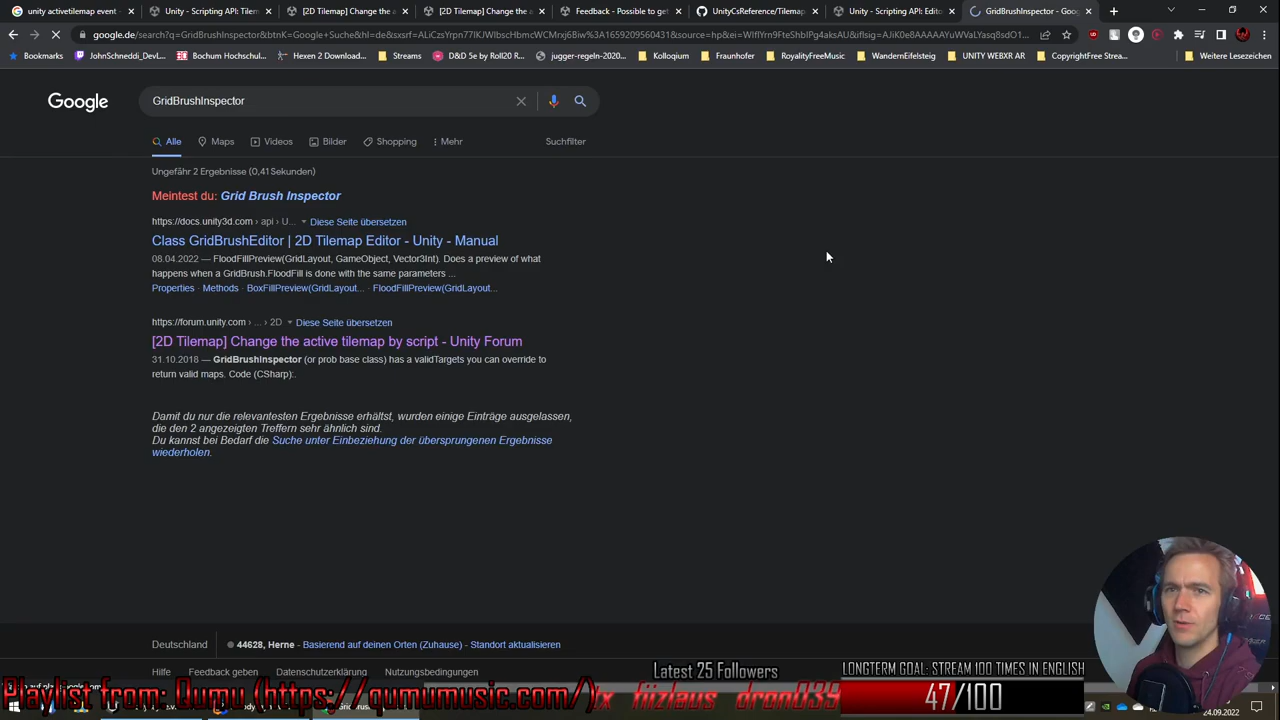 unity activetilemap event -
Unity - Scripting API: Tilem
[2D Tilemap] Change the a
[2D Tilemap] Change the a
Feedback - Possible to get
UnityCsReference/Tilemap
Unity - Scripting API: Editor
GridBrushInspector - Goo
Bookmarks
JohnSchneddi_DevL...
Bochum Hochschul...
Hexen 2 Download...
Streams
D&D 5e by Roll20 R...
jugger-regeln-2020...
Kolloqium
Fraunhofer
RoyaltyFreeMusic
WandernEifelsteig
UNITY WEBXR AR
CopyrightFree Strea...
Weitere Lesezeichen
Google
GridBrushInspector
Alle
Maps
Videos
Bilder
Shopping
Mehr
Suchfilter
Ungefähr 2 Ergebnisse (0,41 Sekunden)
Meintest du: Grid Brush Inspector
https://docs.unity3d.com › api › U... Diese Seite übersetzen
Class GridBrushEditor | 2D Tilemap Editor - Unity - Manual
08.04.2022 — FloodFillPreview(GridLayout, GameObject, Vector3Int). Does a preview of what
happens when a GridBrush.FloodFill is done with the same parameters ...
Properties · Methods · BoxFillPreview(GridLayout... · FloodFillPreview(GridLayout...
https://forum.unity.com › ... › 2D Diese Seite übersetzen
[2D Tilemap] Change the active tilemap by script - Unity Forum
31.10.2018 — GridBrushInspector (or prob base class) has a validTargets you can override to
return valid maps. Code (CSharp):.
Damit du nur die relevantesten Ergebnisse erhältst, wurden einige Einträge ausgelassen,
die den 2 angezeigten Treffern sehr ähnlich sind.
Du kannst bei Bedarf die Suche unter Einbeziehung der übersprungenen Ergebnisse
wiederholen.
Deutschland
44628, Herne - Basierend auf deinen Orten (Zuhause) - Standort aktualisieren
Hilfe
Feedback geben
Datenschutzerklärung
Nutzungsbedingungen
Latest 25 Followers
LONGTERM GOAL: STREAM 100 TIMES IN ENGLISH
Playlist from: Qumu (https://qumumusic.com/)
47/100